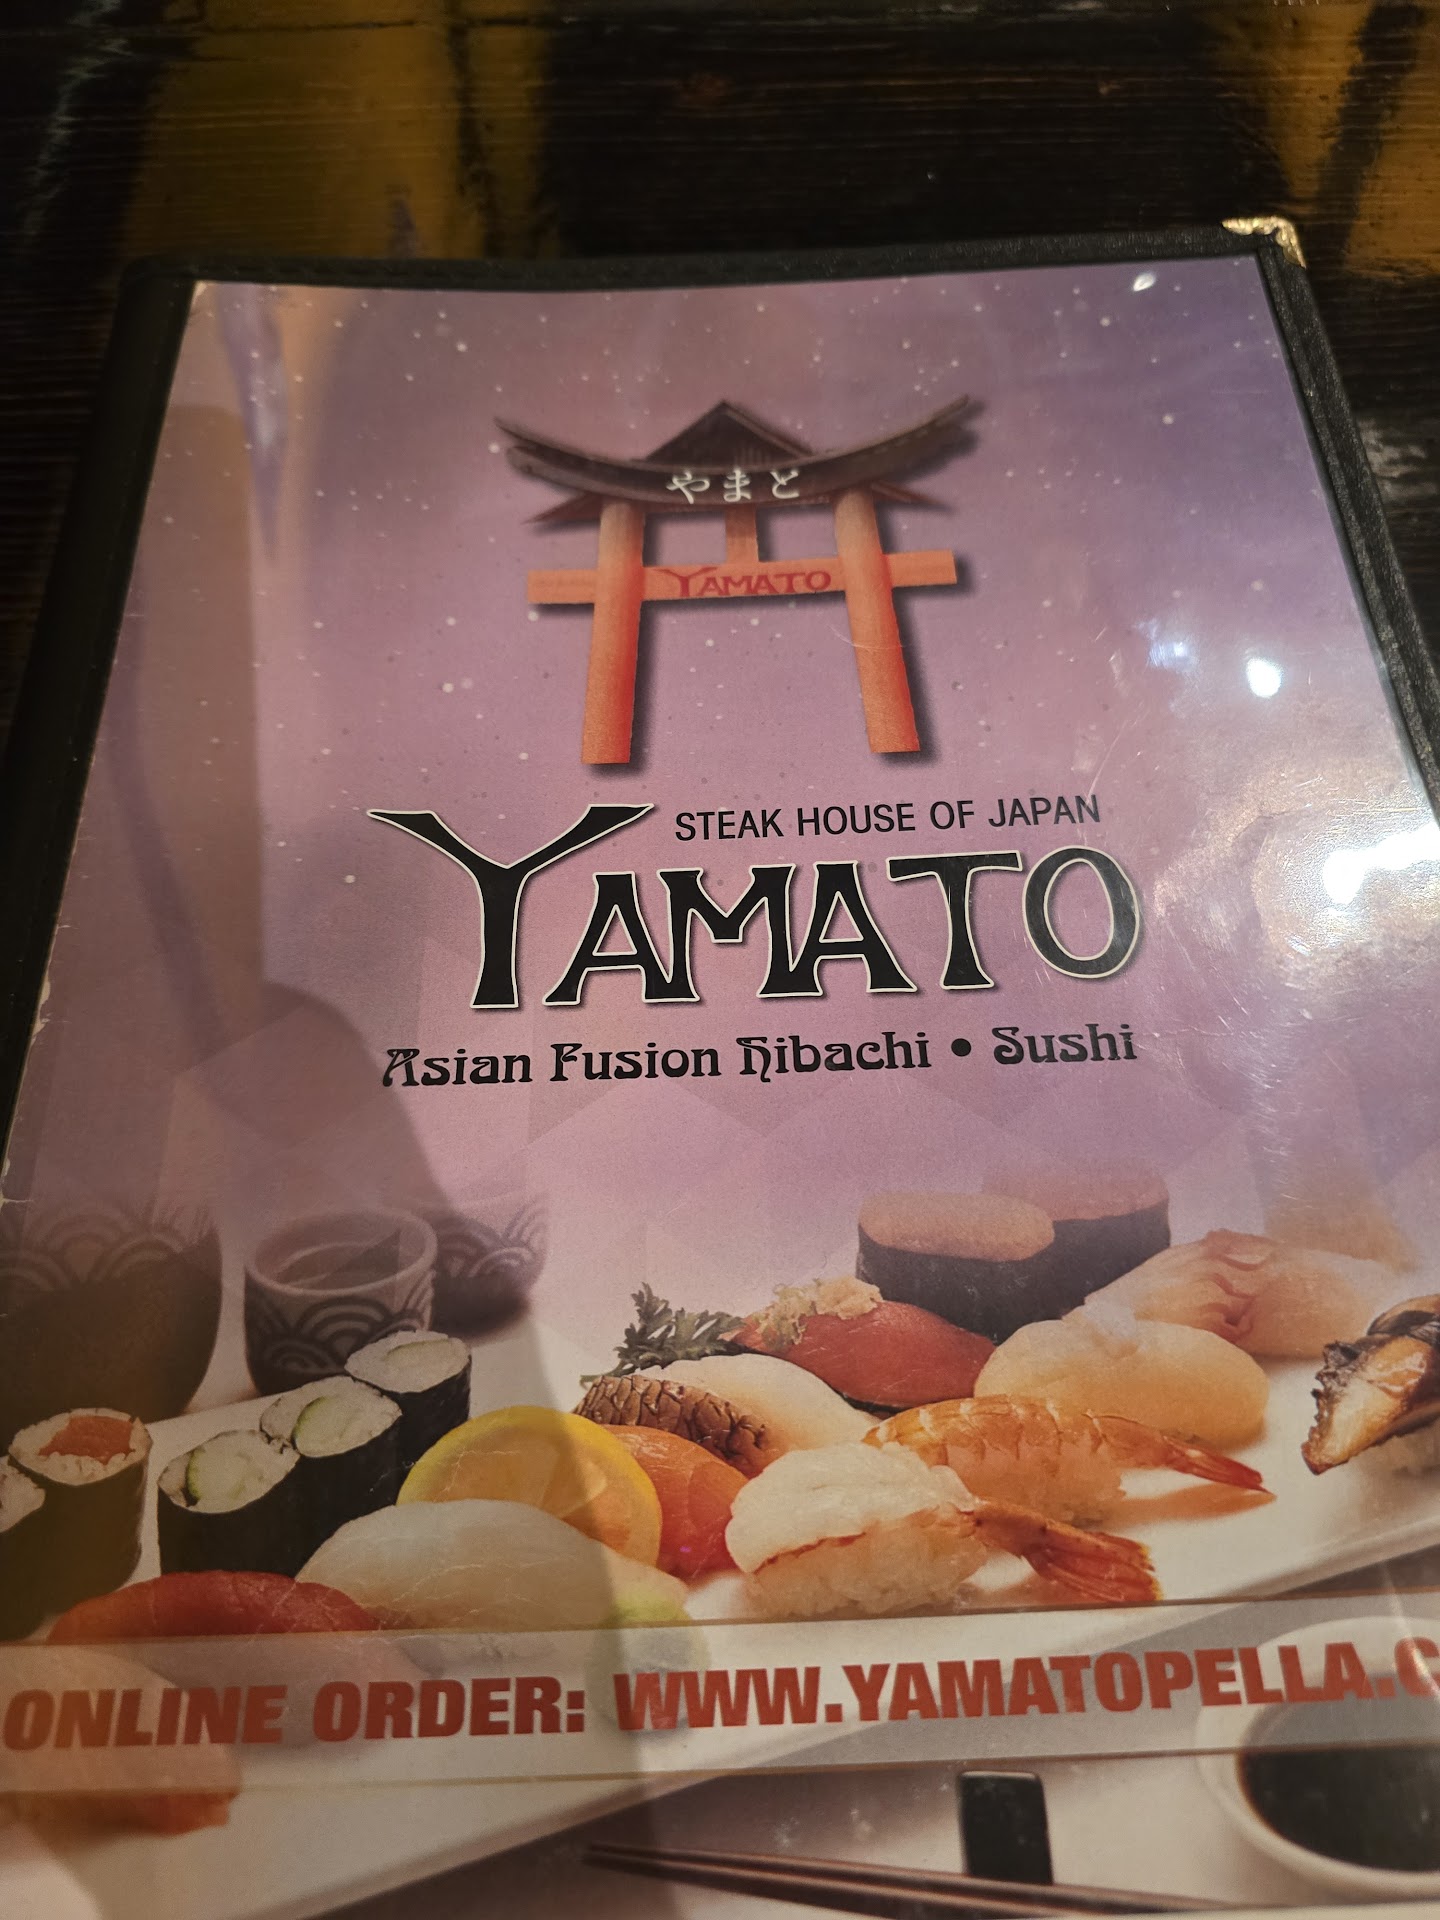 やまと
YAMATO
STEAK HOUSE OF JAPAN
YAMATO
Asian Fusion Hibachi • Sushi
ONLINE ORDER: WWW.YAMATOPELLA.C